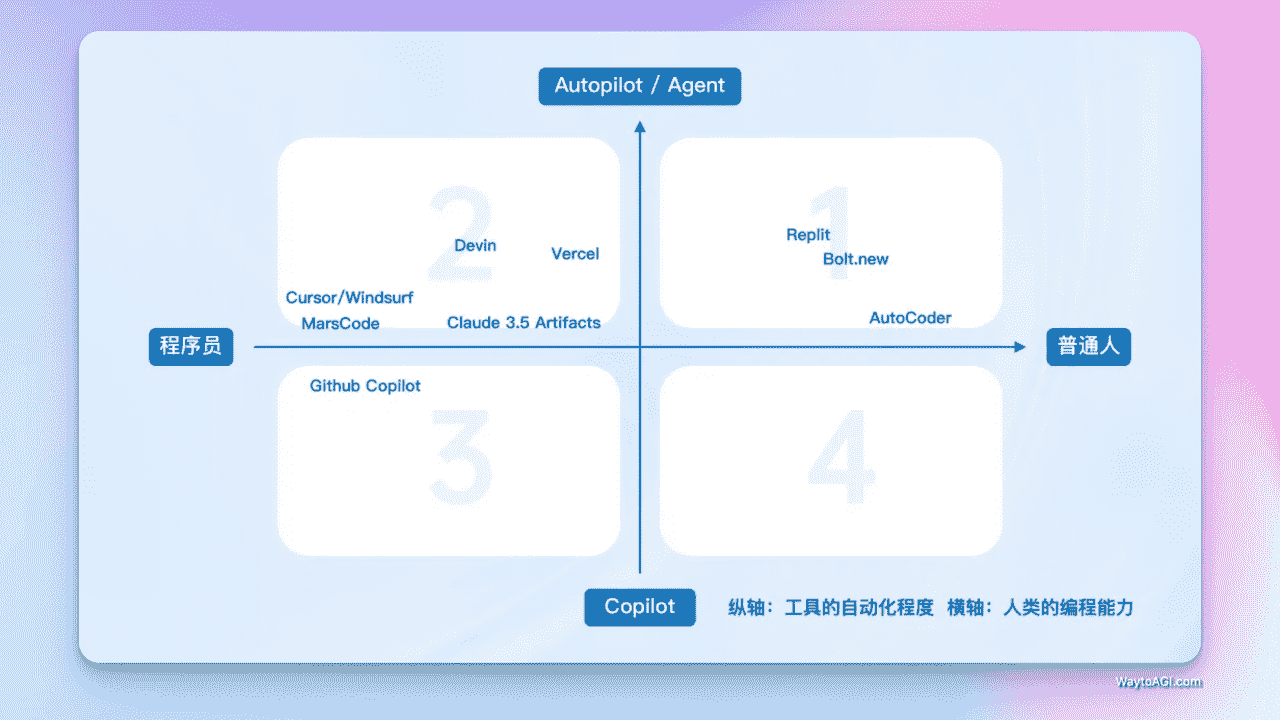 Autopilot / Agent
2
1
Replit
Devin
Vercel
Bolt.new
Cursor/Windsurf
MarsCode
Claude 3.5 Artifacts
AutoCoder
程序员
普通人
Github Copilot
3
4
Copilot
纵轴：工具的自动化程度 横轴：人类的编程能力
WaytoAGI.com